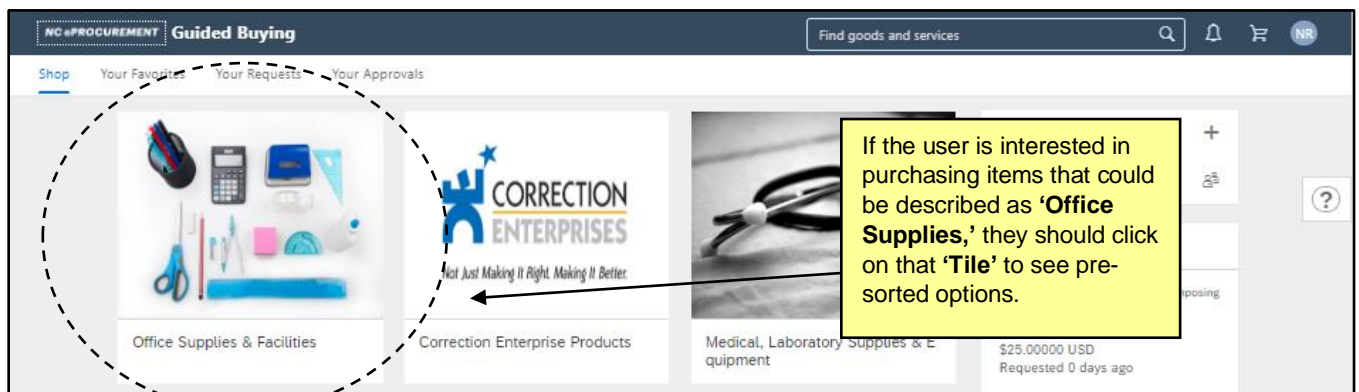 NC ePROCUREMENT Guided Buying
Find goods and services
NR
Shop Your Favorites Your Requests Your Approvals
CORRECTION
ENTERPRISES
Not Just Making It Right. Making It Better.
If the user is interested in
purchasing items that could
be described as ‘Office
Supplies,’ they should click
on that ‘Tile’ to see pre-
sorted options.
+
?
Office Supplies & Facilities
Correction Enterprise Products
Medical, Laboratory Supplies & E
quipment
$25.00000 USD
Requested 0 days ago